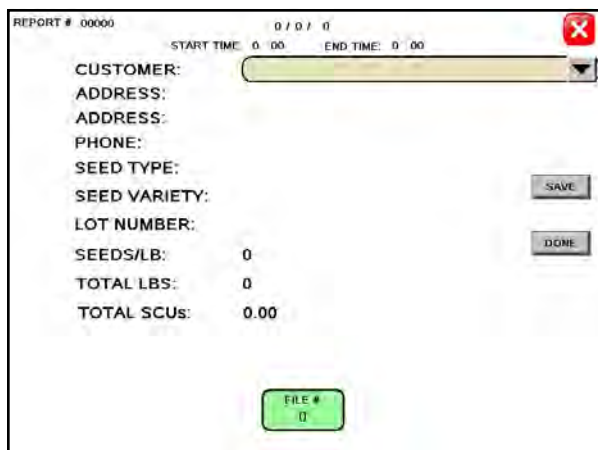 REPORT # 00000 0 / 0 / 0
START TIME: 0 00 END TIME: 0 00
CUSTOMER:
ADDRESS:
ADDRESS:
PHONE:
SEED TYPE:
SAVE
SEED VARIETY:
LOT NUMBER:
DONE
SEEDS/LB: 0
TOTAL LBS: 0
TOTAL SCUs: 0.00
FILE #
0